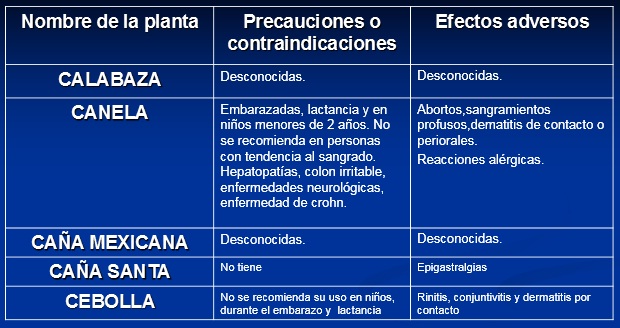 Nombre de la planta
Precauciones o
contraindicaciones
Efectos adversos
CALABAZA
Desconocidas.
Desconocidas.
CANELA
Embarazadas, lactancia y en
niños menores de 2 años. No
se recomienda en personas
con tendencia al sangrado.
Hepatopatías, colon irritable,
enfermedades neurológicas,
enfermedad de crohn.
Abortos,sangramientos
profusos,dematitis de contacto o
periorales.
Reacciones alérgicas.
CAÑA MEXICANA
Desconocidas.
Desconocidas.
CAÑA SANTA
No tiene
Epigastralgias
CEBOLLA
No se recomienda su uso en niños,
durante el embarazo y lactancia
Rinitis, conjuntivitis y dermatitis por
contacto